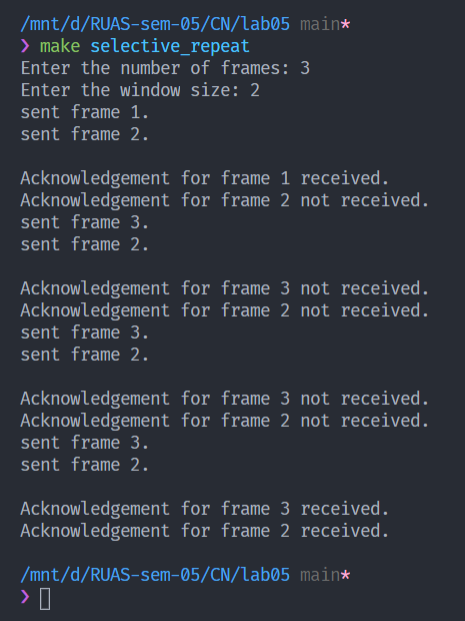 /mnt/d/RUAS-sem-05/CN/lab05 main*
❯ make selective_repeat
Enter the number of frames: 3
Enter the window size: 2
sent frame 1.
sent frame 2.
Acknowledgement for frame 1 received.
Acknowledgement for frame 2 not received.
sent frame 3.
sent frame 2.
Acknowledgement for frame 3 not received.
Acknowledgement for frame 2 not received.
sent frame 3.
sent frame 2.
Acknowledgement for frame 3 not received.
Acknowledgement for frame 2 not received.
sent frame 3.
sent frame 2.
Acknowledgement for frame 3 received.
Acknowledgement for frame 2 received.
/mnt/d/RUAS-sem-05/CN/lab05 main*
❯